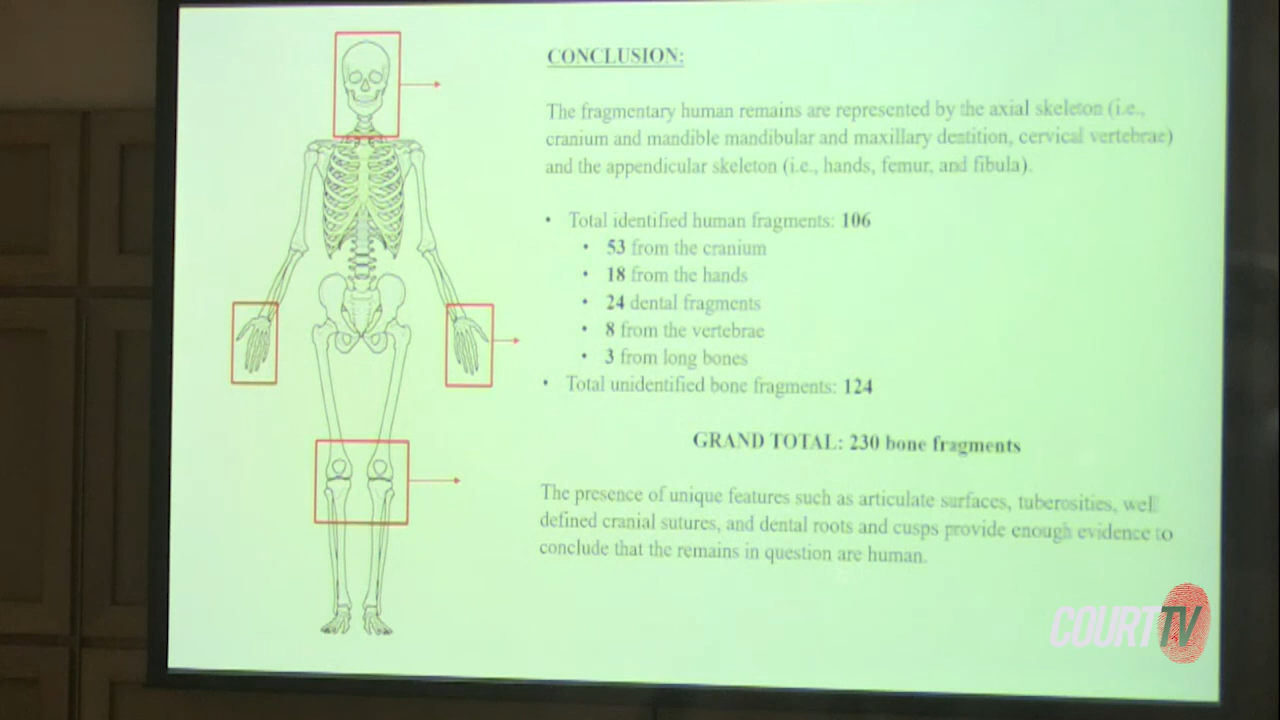 CONCLUSION:
The fragmentary human remains are represented by the axial skeleton (i.e.,
cranium and mandible mandibular and maxillary detition, cervical vertebrae)
and the appendicular skeleton (i.e., hands, femur, and fibula).
• Total identified human fragments: 106
• 53 from the cranium
• 18 from the hands
• 24 dental fragments
• 8 from the vertebrae
• 3 from long bones
• Total unidentified bone fragments: 124
GRAND TOTAL: 230 bone fragments
The presence of unique features such as articulate surfaces, tuberosities, well
defined cranial sutures, and dental roots and cusps provide enough evidence to
conclude that the remains in question are human.
COURT TV